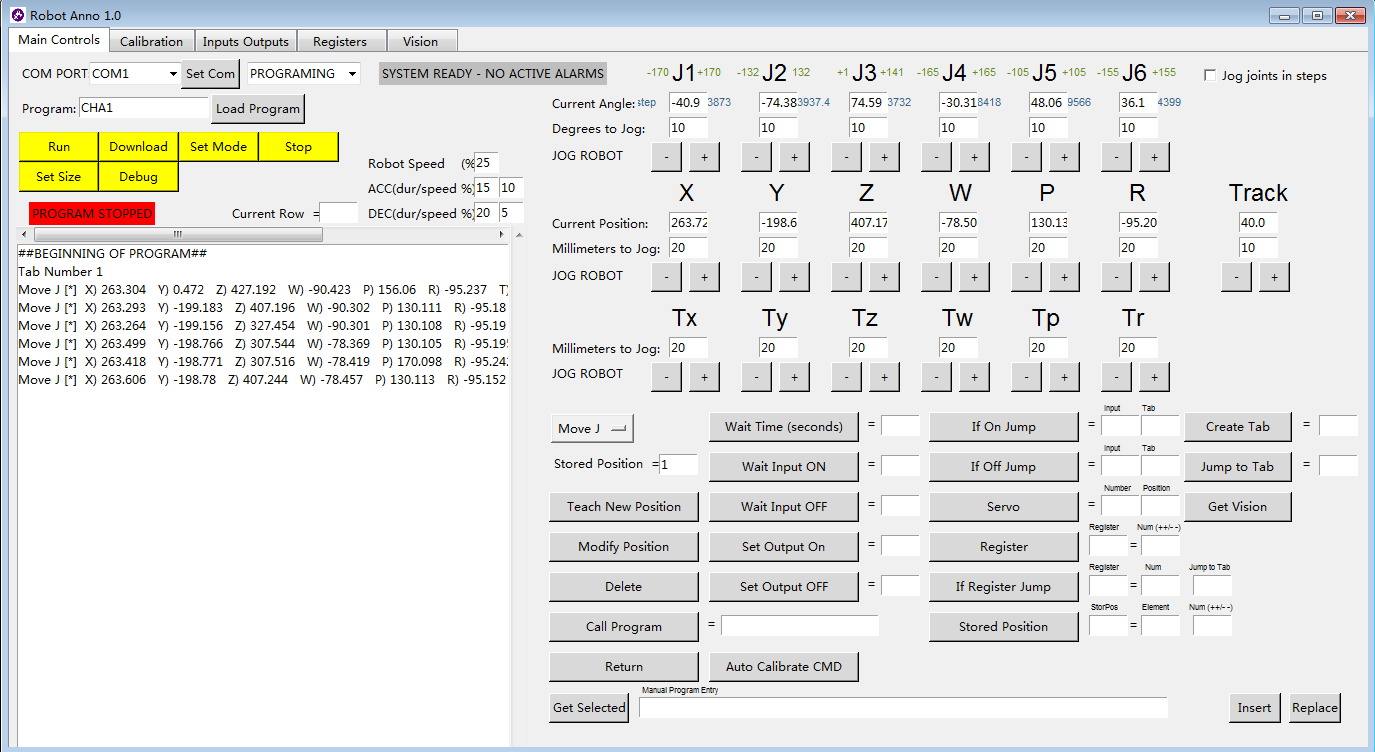 Robot Anno 1.0
Main Controls Calibration Inputs Outputs Registers Vision
COM PORT: COM1 Set Com PROGRAMING SYSTEM READY - NO ACTIVE ALARMS
-170 J1 +170 -132 J2 132 +1 J3 +141 -165 J4 +165 -105 J5 +105 -155 J6 +155 Jog joints in steps
Program: CHA1 Load Program
Current Angle: step -40.9 3873 -74.38 3937.4 74.59 3732 -30.31 8418 48.06 9566 36.1 4399
Degrees to Jog: 10 10 10 10 10 10
Run Download Set Mode Stop
JOG ROBOT - + - + - + - + - + - +
Robot Speed (% 25
Set Size Debug
ACC(dur/speed %) 15 10
X Y Z W P R Track
PROGRAM STOPPED Current Row = DEC(dur/speed %) 20 5
Current Position: 263.72 -198.6 407.17 -78.50 130.13 -95.20 40.0
Millimeters to Jog: 20 20 20 20 20 20 10
JOG ROBOT - + - + - + - + - + - + - +
##BEGINNING OF PROGRAM##
Tab Number 1
Move J [*] X) 263.304 Y) 0.472 Z) 427.192 W) -90.423 P) 156.06 R) -95.237 T)
Move J [*] X) 263.293 Y) -199.183 Z) 407.196 W) -90.302 P) 130.111 R) -95.18
Move J [*] X) 263.264 Y) -199.156 Z) 327.454 W) -90.301 P) 130.108 R) -95.19
Move J [*] X) 263.499 Y) -198.766 Z) 307.544 W) -78.369 P) 130.105 R) -95.195
Move J [*] X) 263.418 Y) -198.771 Z) 307.516 W) -78.419 P) 170.098 R) -95.242
Move J [*] X) 263.606 Y) -198.78 Z) 407.244 W) -78.457 P) 130.113 R) -95.152
Tx Ty Tz Tw Tp Tr
Millimeters to Jog: 20 20 20 20 20 20
JOG ROBOT - + - + - + - + - + - +
Input Tab
Move J Wait Time (seconds) = If On Jump = Create Tab =
Input Tab
Stored Position = 1 Wait Input ON = If Off Jump = Jump to Tab =
Number Position
Teach New Position Wait Input OFF = Servo = Get Vision
Register Num (++/--)
Modify Position Set Output On = Register =
Register Num Jump to Tab
Delete Set Output OFF = If Register Jump =
StorPos Element Num (++/--)
Call Program = Stored Position =
Return Auto Calibrate CMD
Manual Program Entry
Get Selected Insert Replace